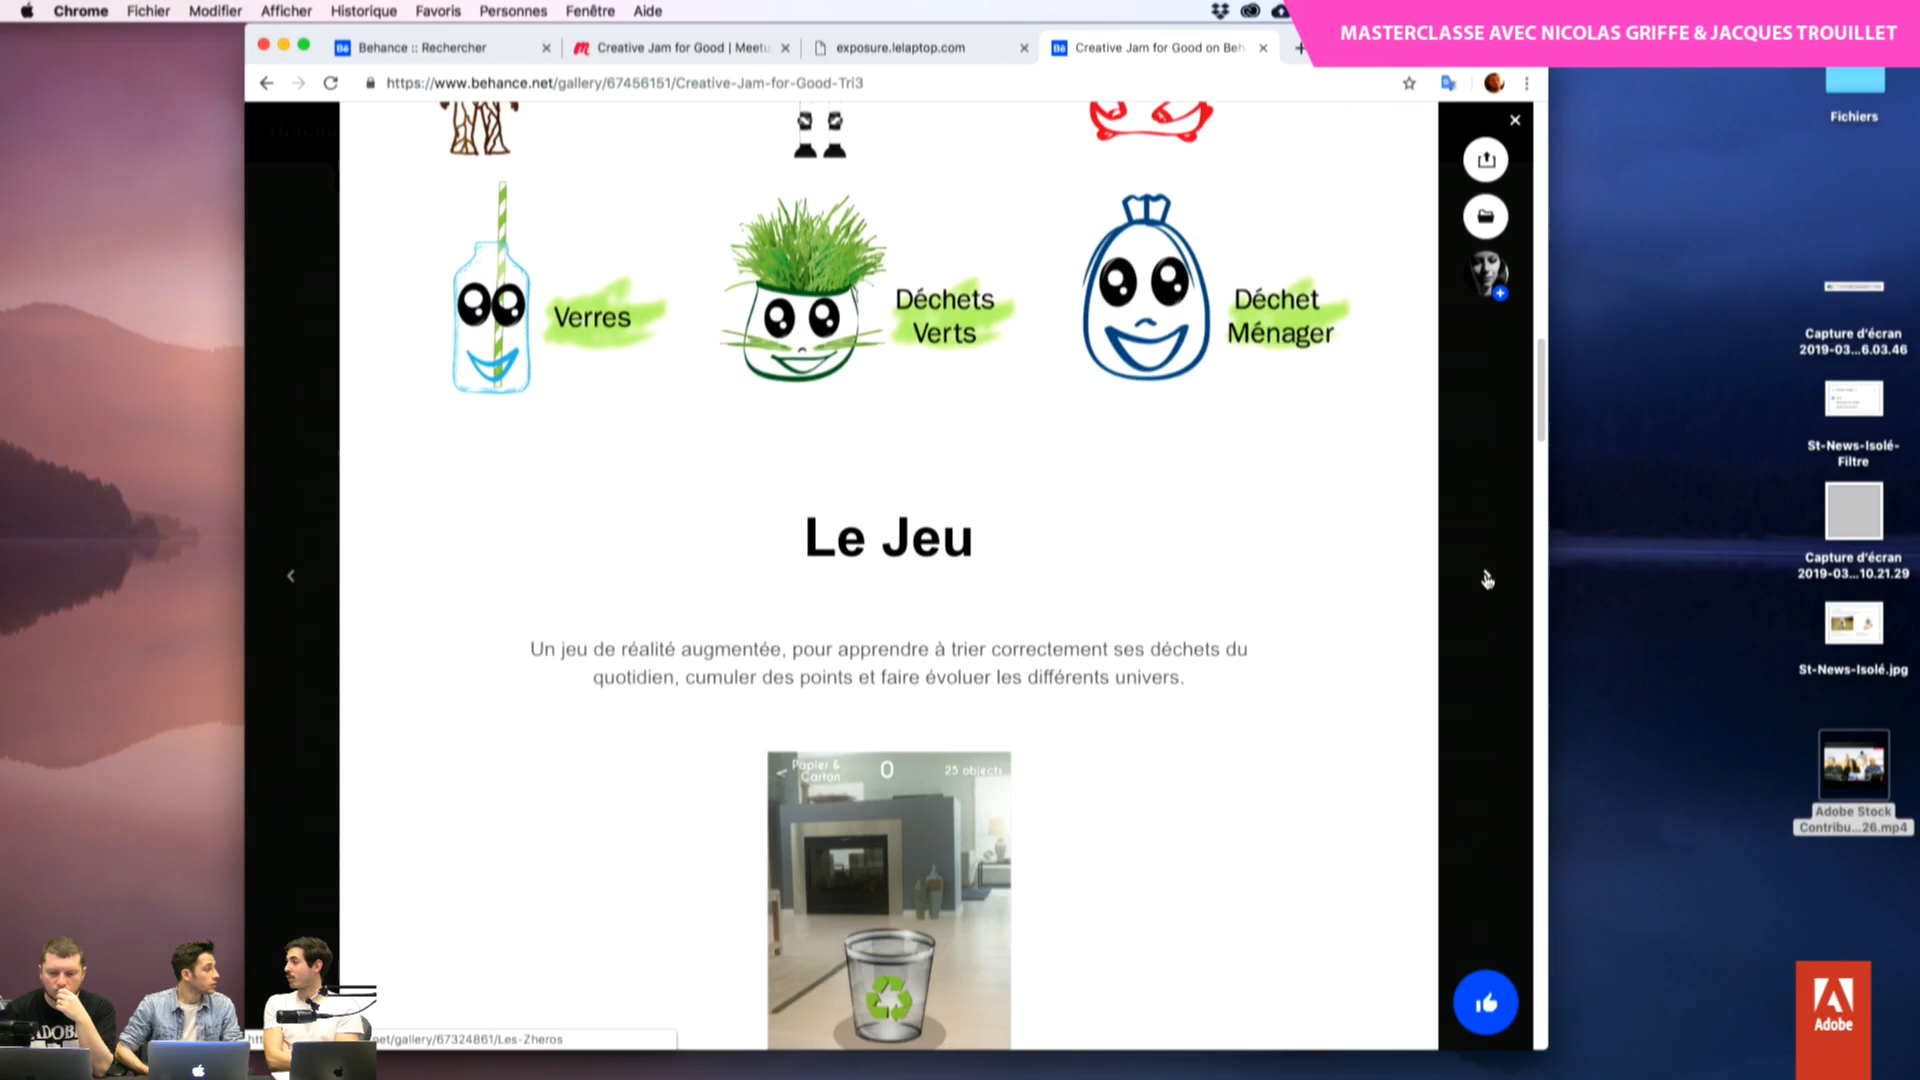 Chrome Fichier Modifier Afficher Historique Favoris Personnes Fenêtre Aide
MASTERCLASSE AVEC NICOLAS GRIFFE & JACQUES TROUILLET
Behance :: Rechercher
Creative Jam for Good | Meetu
exposure.lelaptop.com
Creative Jam for Good on Beh
https://www.behance.net/gallery/67456151/Creative-Jam-for-Good-Tri3
Fichiers
Verres
Déchets
Verts
Déchet
Ménager
Capture d'écran
2019-03...6.03.46
St-News-Isolé-
Filtre
Le Jeu
Capture d'écran
2019-03...10.21.29
Un jeu de réalité augmentée, pour apprendre à trier correctement ses déchets du
quotidien, cumuler des points et faire évoluer les différents univers.
St-News-Isolé.jpg
Papier &
Carton
0
25 objects
Adobe Stock
Contribu...26.mp4
Adobe
net/gallery/67324861/Les-Zheros